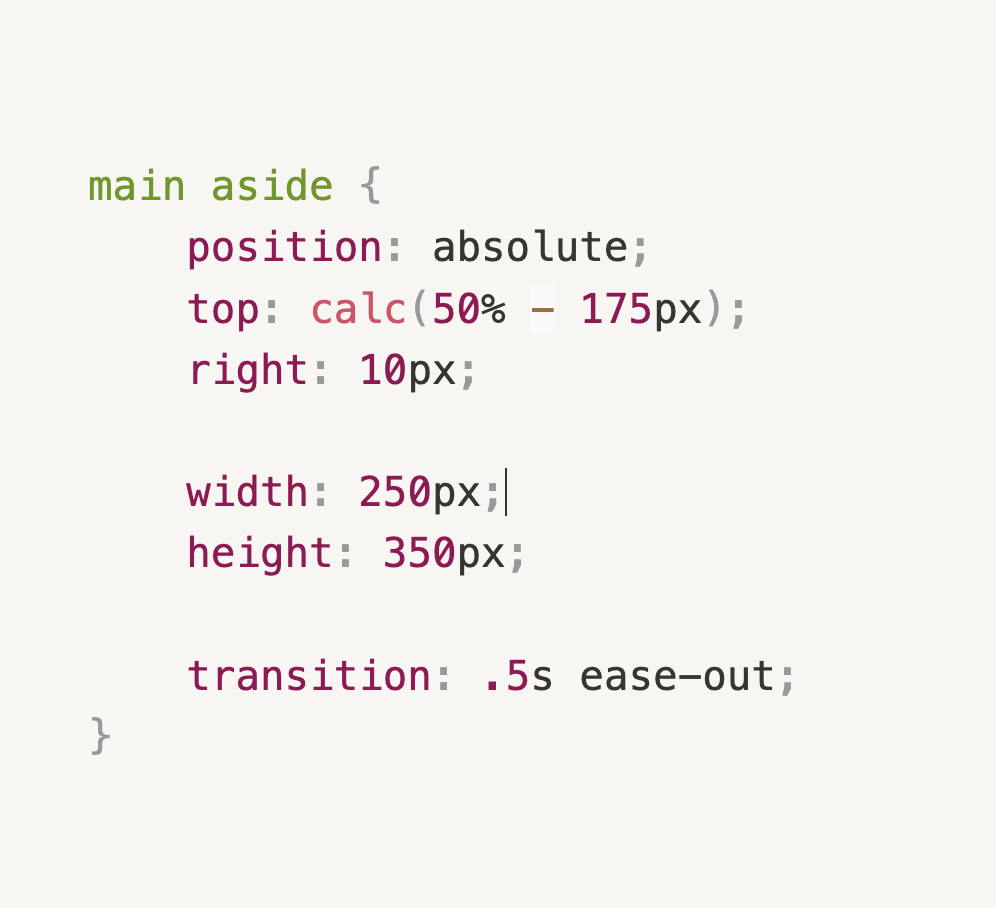 main aside {
    position: absolute;
    top: calc(50% - 175px);
    right: 10px;

    width: 250px;
    height: 350px;

    transition: .5s ease-out;
}